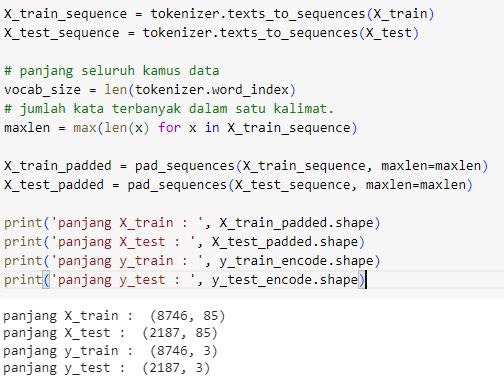 X_train_sequence = tokenizer.texts_to_sequences(X_train)
X_test_sequence = tokenizer.texts_to_sequences(X_test)
# panjang seluruh kamus data
vocab_size = len(tokenizer.word_index)
# jumlah kata terbanyak dalam satu kalimat.
maxlen = max(len(x) for x in X_train_sequence)
X_train_padded = pad_sequences(X_train_sequence, maxlen=maxlen)
X_test_padded = pad_sequences(X_test_sequence, maxlen=maxlen)
print('panjang X_train : ', X_train_padded.shape)
print('panjang X_test : ', X_test_padded.shape)
print('panjang y_train : ', y_train_encode.shape)
print('panjang y_test : ', y_test_encode.shape)
panjang X_train :  (8746, 85)
panjang X_test :  (2187, 85)
panjang y_train :  (8746, 3)
panjang y_test :  (2187, 3)